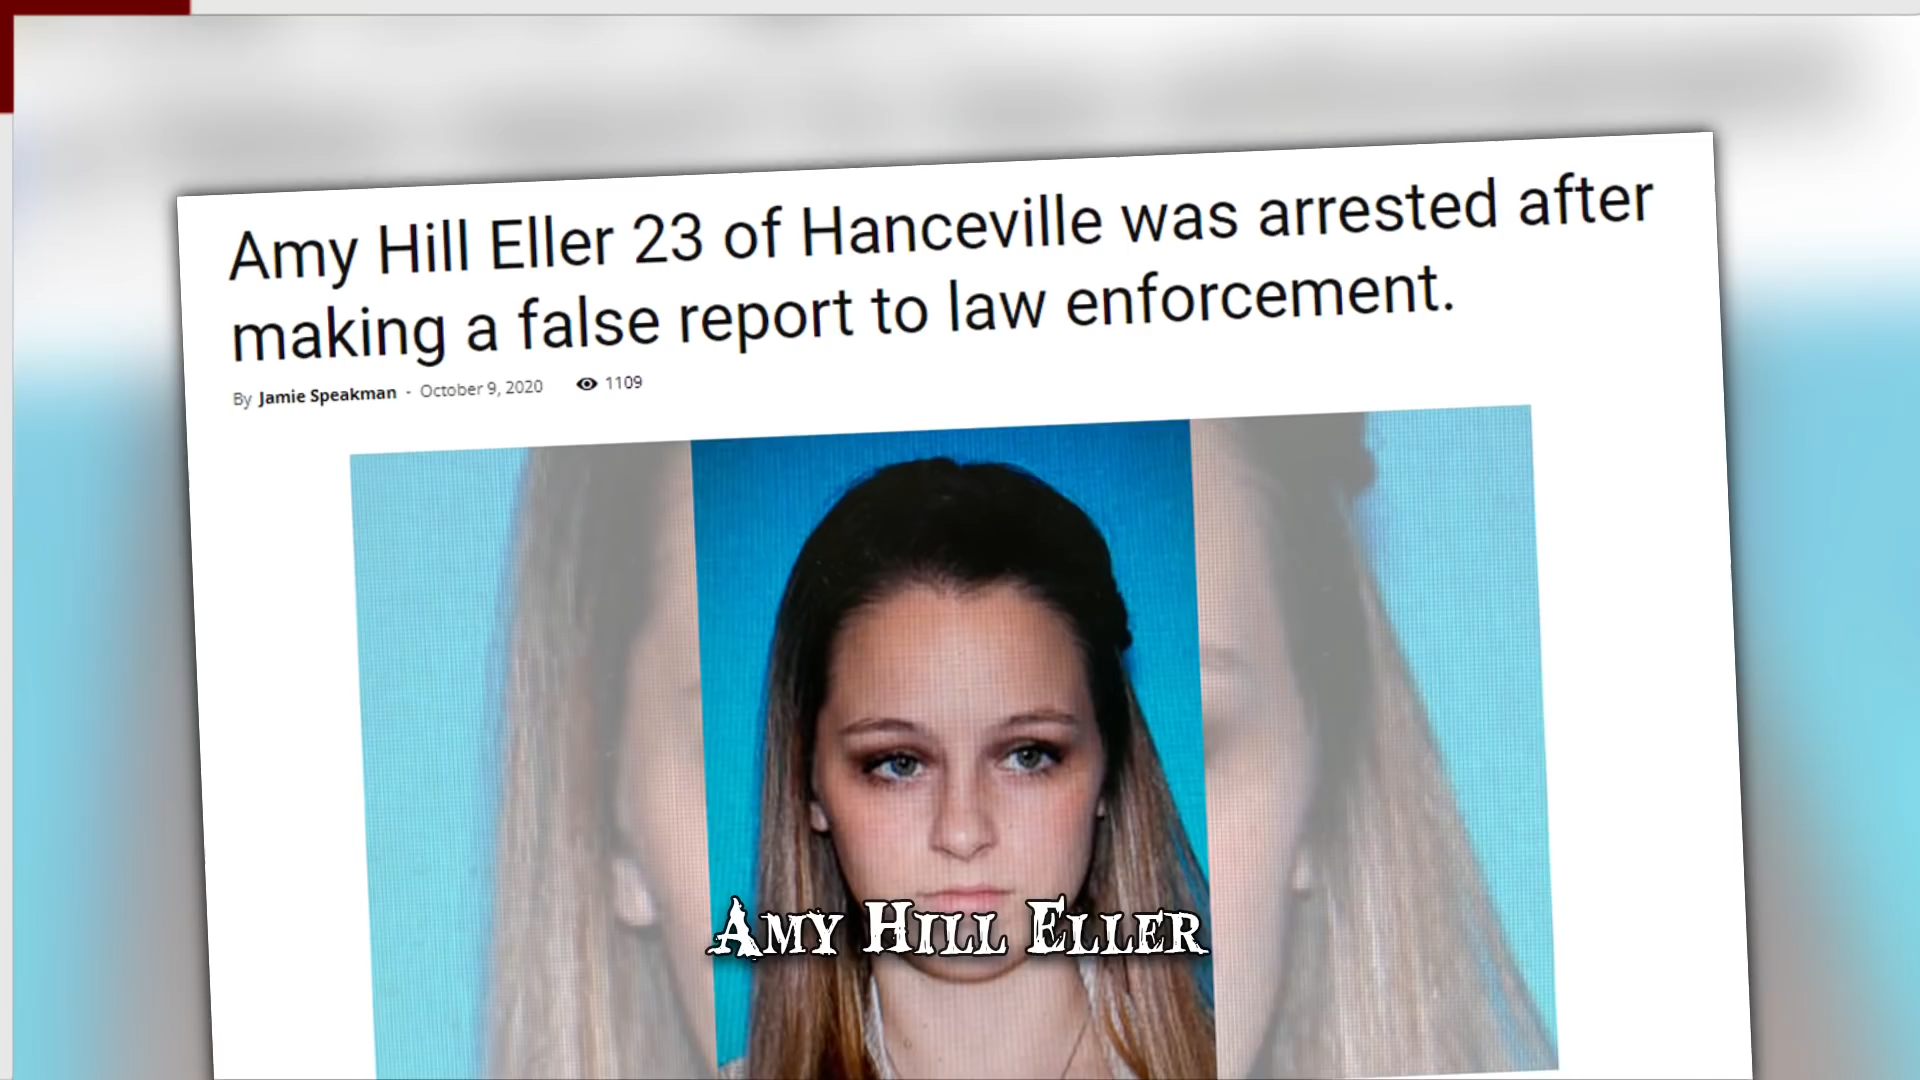 Amy Hill Eller 23 of Hanceville was arrested after
making a false report to law enforcement.
By Jamie Speakman - October 9, 2020 1109
Amy Hill Eller